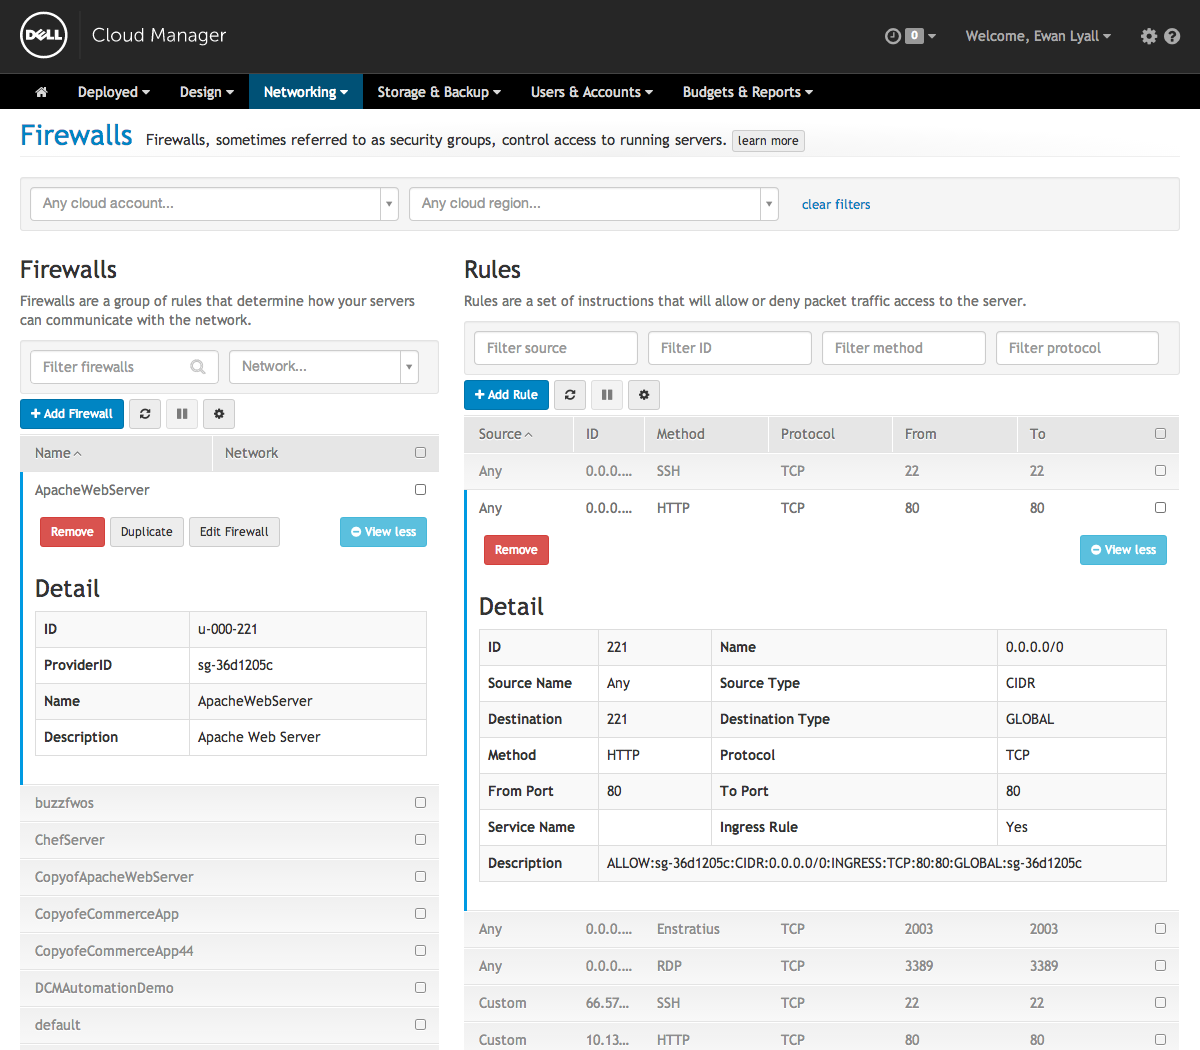 DELL Cloud Manager 0 Welcome, Ewan Lyall
Deployed Design Networking Storage & Backup Users & Accounts Budgets & Reports
Firewalls Firewalls, sometimes referred to as security groups, control access to running servers. learn more
Any cloud account... Any cloud region... clear filters
Firewalls
Firewalls are a group of rules that determine how your servers
can communicate with the network.
Filter firewalls Network...
+ Add Firewall
Name Network
ApacheWebServer
Remove Duplicate Edit Firewall View less
Detail
ID u-000-221
ProviderID sg-36d1205c
Name ApacheWebServer
Description Apache Web Server
buzzfwos
ChefServer
CopyofApacheWebServer
CopyofeCommerceApp
CopyofeCommerceApp44
DCMAutomationDemo
default
Rules
Rules are a set of instructions that will allow or deny packet traffic access to the server.
Filter source Filter ID Filter method Filter protocol
+ Add Rule
Source ID Method Protocol From To
Any 0.0.0.... SSH TCP 22 22
Any 0.0.0.... HTTP TCP 80 80
Remove View less
Detail
ID 221 Name 0.0.0.0/0
Source Name Any Source Type CIDR
Destination 221 Destination Type GLOBAL
Method HTTP Protocol TCP
From Port 80 To Port 80
Service Name Ingress Rule Yes
Description ALLOW:sg-36d1205c:CIDR:0.0.0.0/0:INGRESS:TCP:80:80:GLOBAL:sg-36d1205c
Any 0.0.0.... Enstratius TCP 2003 2003
Any 0.0.0.... RDP TCP 3389 3389
Custom 66.57... SSH TCP 22 22
Custom 10.13... HTTP TCP 80 80